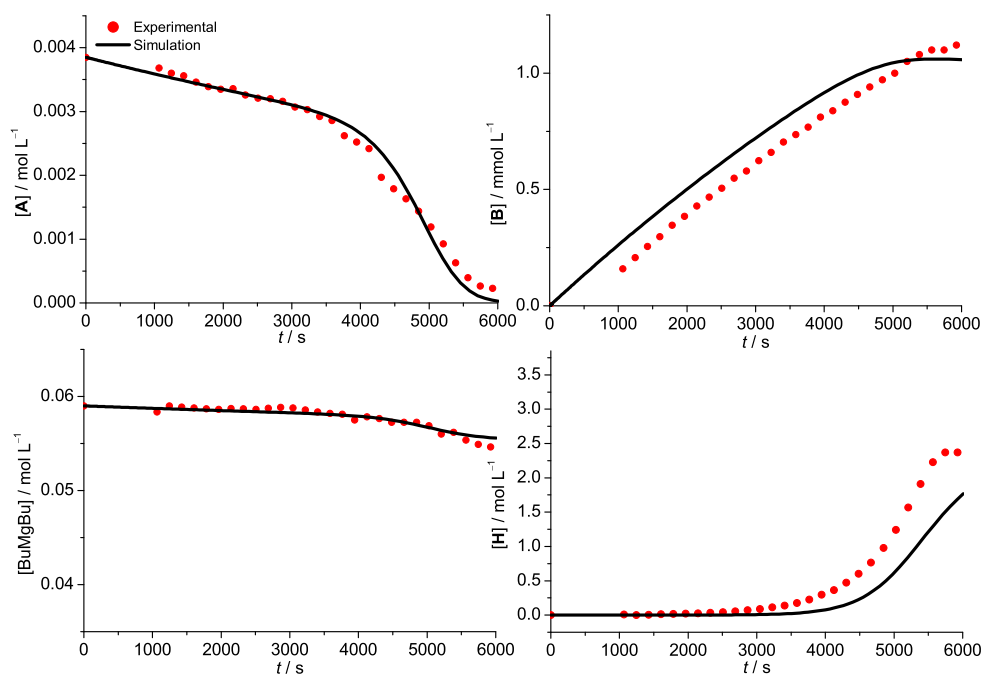 Experimental
Simulation
0.004
0.003
0.002
0.001
0.000
[A] / mol L⁻¹
0 1000 2000 3000 4000 5000 6000
t / s
1.0
0.5
0.0
[B] / mmol L⁻¹
0 1000 2000 3000 4000 5000 6000
t / s
0.06
0.05
0.04
[BuMgBu] / mol L⁻¹
0 1000 2000 3000 4000 5000 6000
t / s
3.5
3.0
2.5
2.0
1.5
1.0
0.5
0.0
[H] / mol L⁻¹
0 1000 2000 3000 4000 5000 6000
t / s